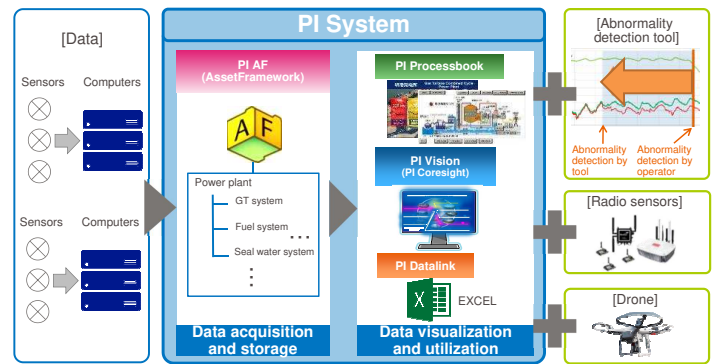 PI System
[Data]
Sensors
Computers
Sensors
Computers
PI AF
(AssetFramework)
A F
Power plant
GT system
Fuel system
...
Seal water system
Data acquisition
and storage
PI Processbook
PI Vision
(PI Coresight)
PI Datalink
EXCEL
Data visualization
and utilization
[Abnormality
detection tool]
Abnormality
detection by
tool
Abnormality
detection by
operator
[Radio sensors]
[Drone]